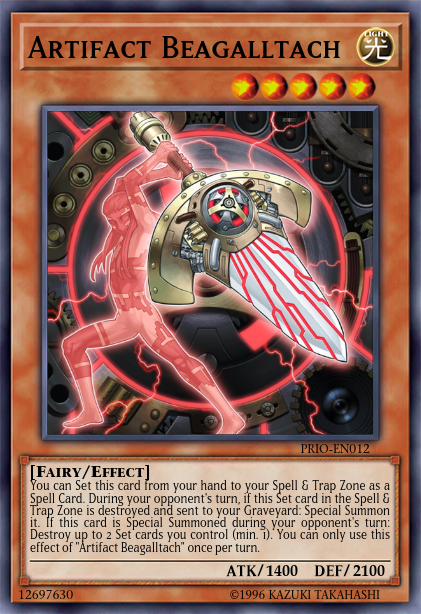 Artifact Beagalltach
LIGHT
光
PRIO-EN012
[Fairy/Effect]
You can Set this card from your hand to your Spell & Trap Zone as a
Spell Card. During your opponent's turn, if this Set card in the Spell &
Trap Zone is destroyed and sent to your Graveyard: Special Summon
it. If this card is Special Summoned during your opponent's turn:
Destroy up to 2 Set cards you control (min. 1). You can only use this
effect of "Artifact Beagalltach" once per turn.
ATK/1400 DEF/2100
12697630 ©1996 KAZUKI TAKAHASHI